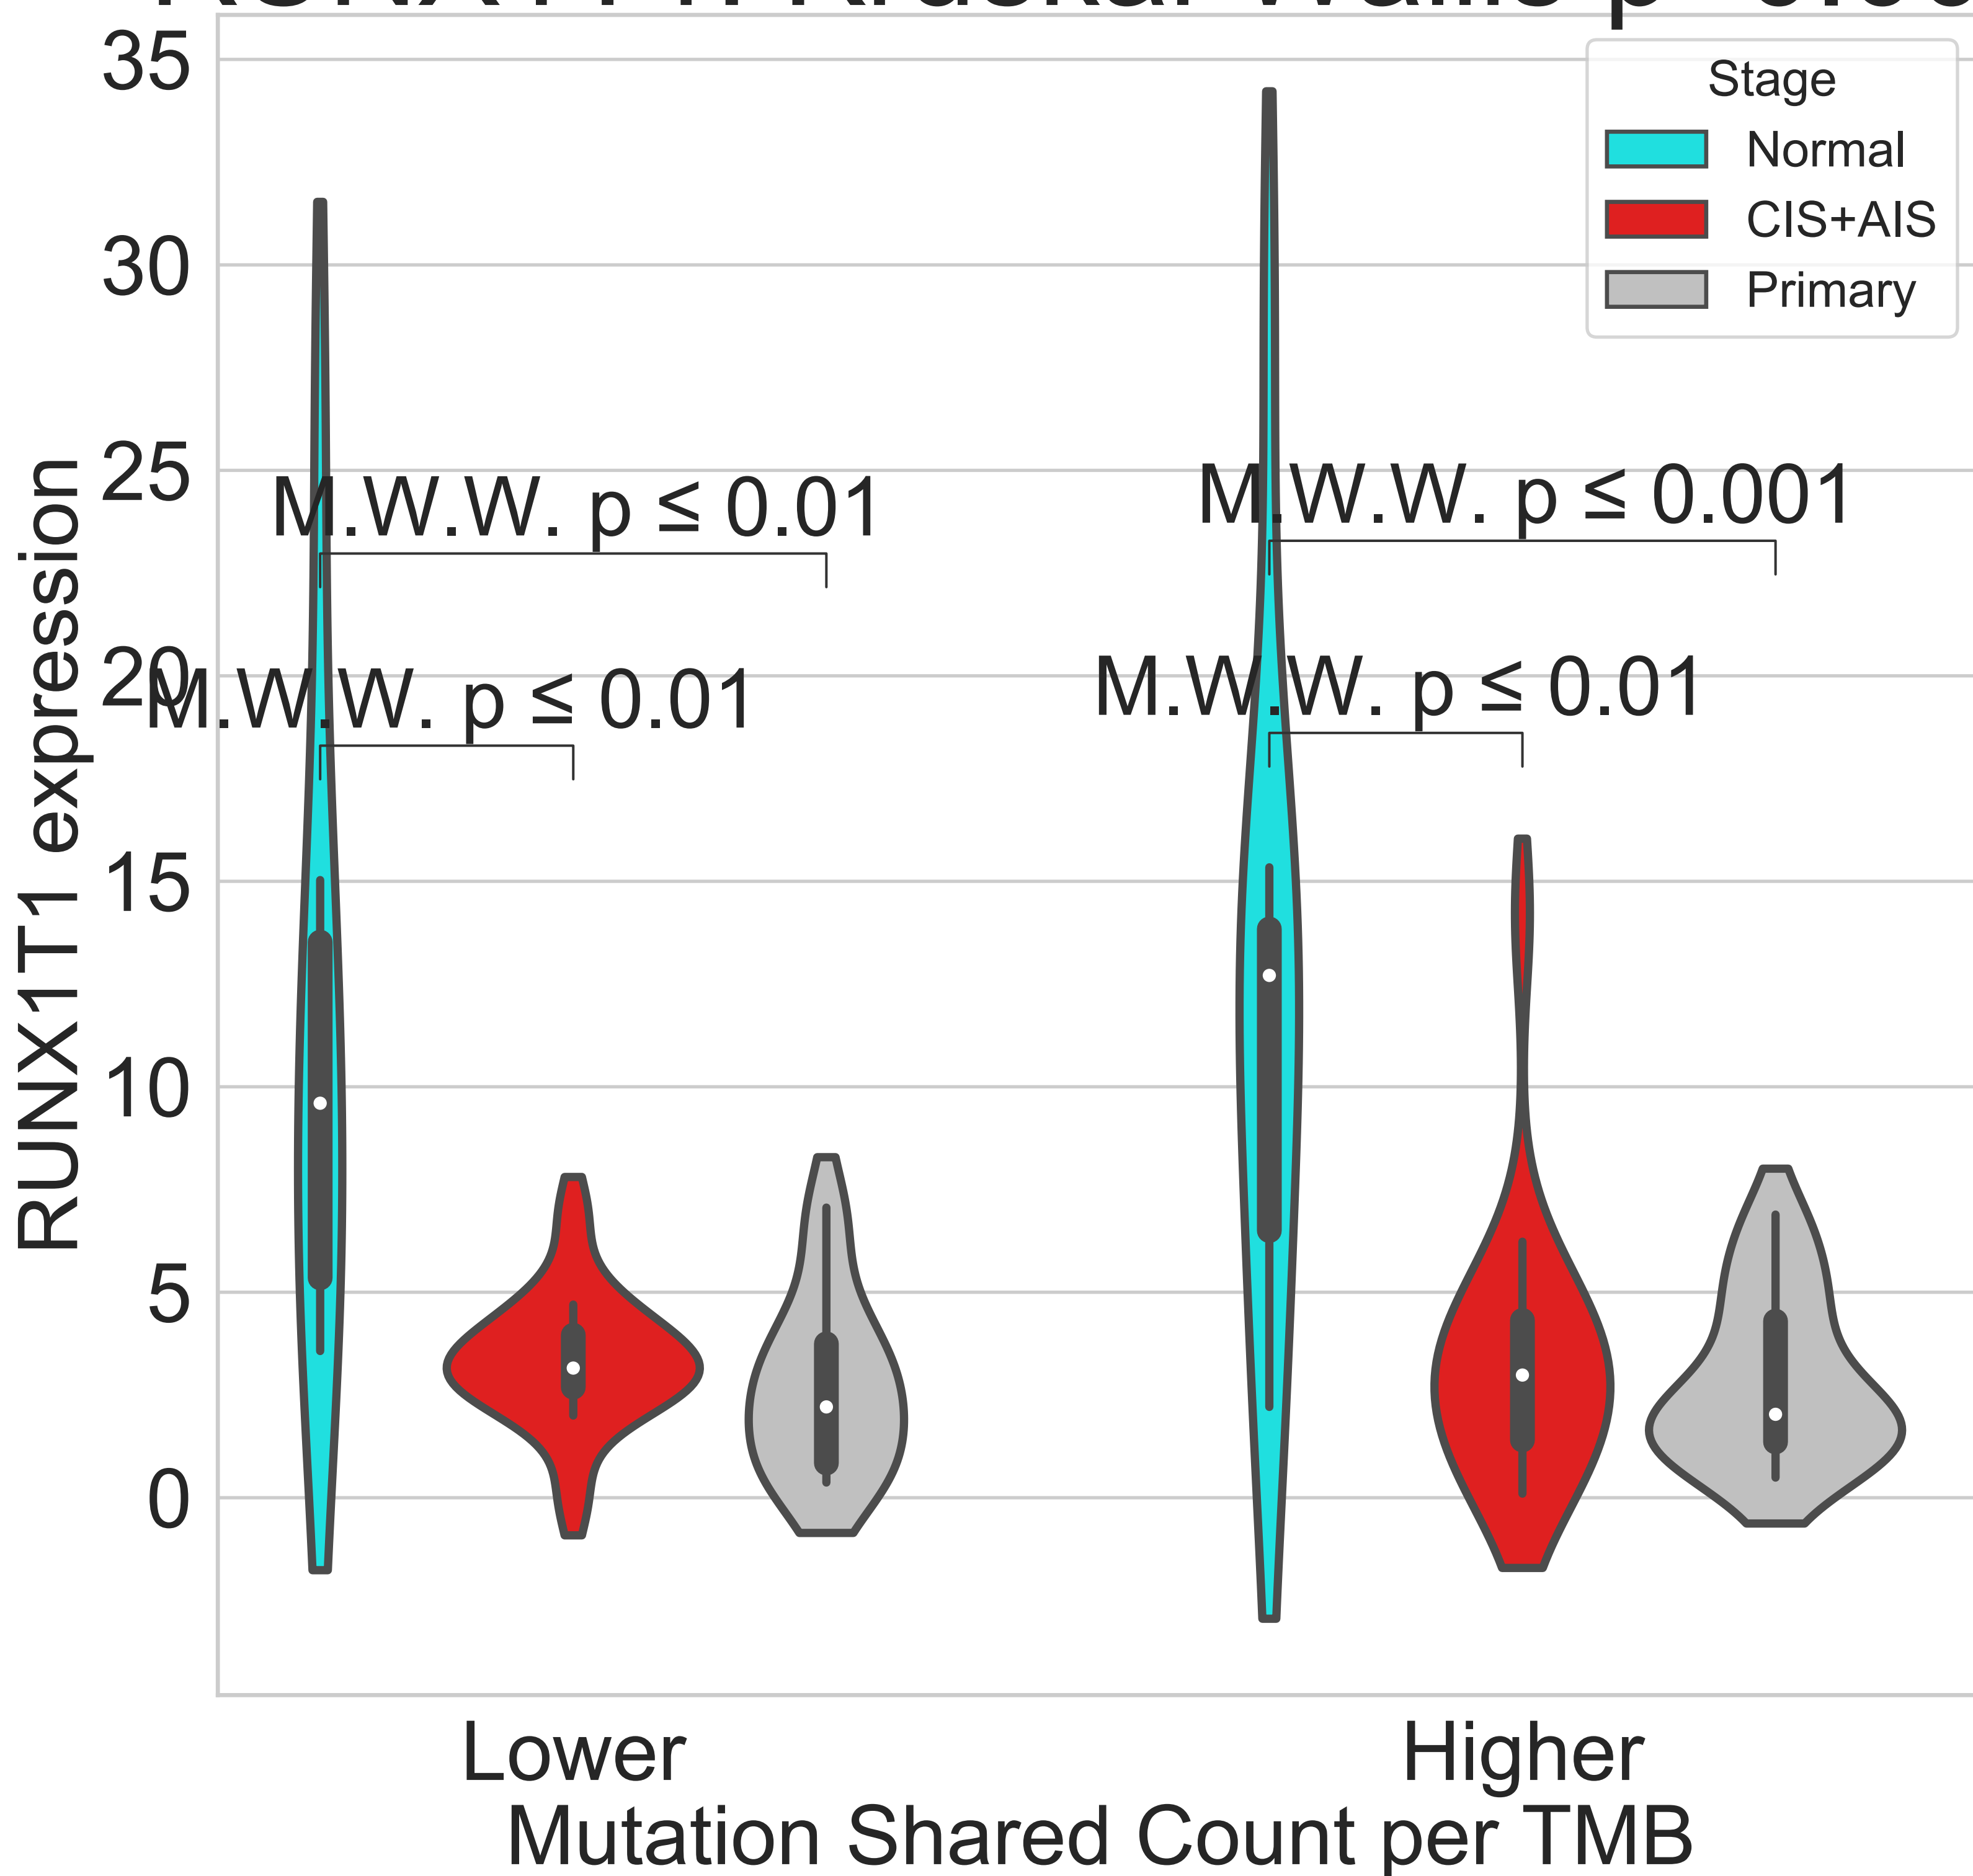 35
Stage
Normal
CIS+AIS
Primary
30
25
20
15
10
5
0
RUNX1T1 expression
M.W.W. p ≤ 0.01
M.W.W. p ≤ 0.001
M.W.W. p ≤ 0.01
M.W.W. p ≤ 0.01
Lower
Higher
Mutation Shared Count per TMB